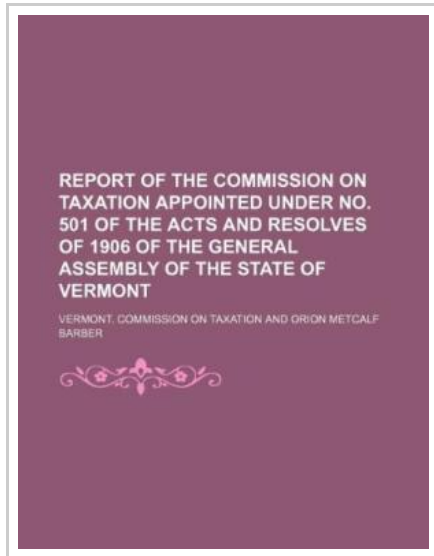 REPORT OF THE COMMISSION ON
TAXATION APPOINTED UNDER NO.
501 OF THE ACTS AND RESOLVES
OF 1906 OF THE GENERAL
ASSEMBLY OF THE STATE OF
VERMONT
VERMONT. COMMISSION ON TAXATION AND ORION METCALF
BARBER